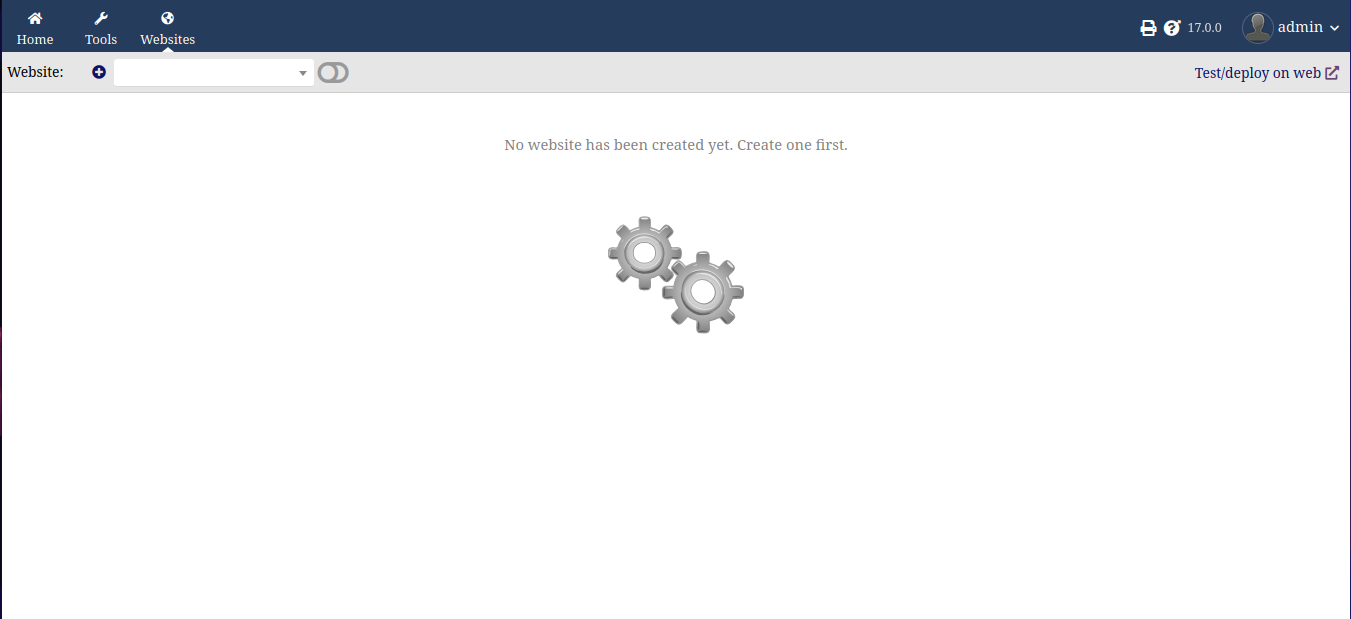 Home Tools Websites 17.0.0 admin
Website: Test/deploy on web
No website has been created yet. Create one first.